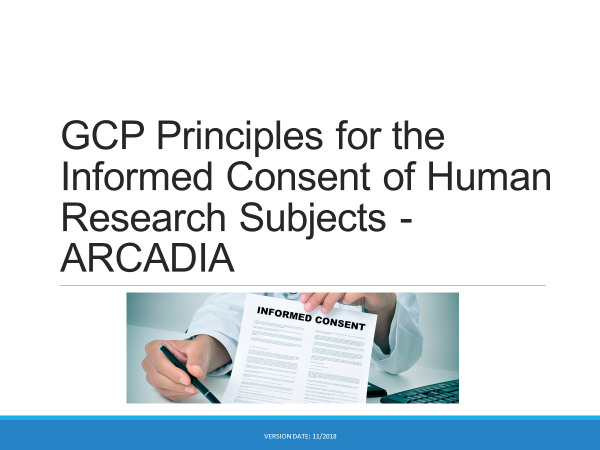 GCP Principles for the
Informed Consent of Human
Research Subjects -
ARCADIA
INFORMED CONSENT
VERSION DATE: 11/2018